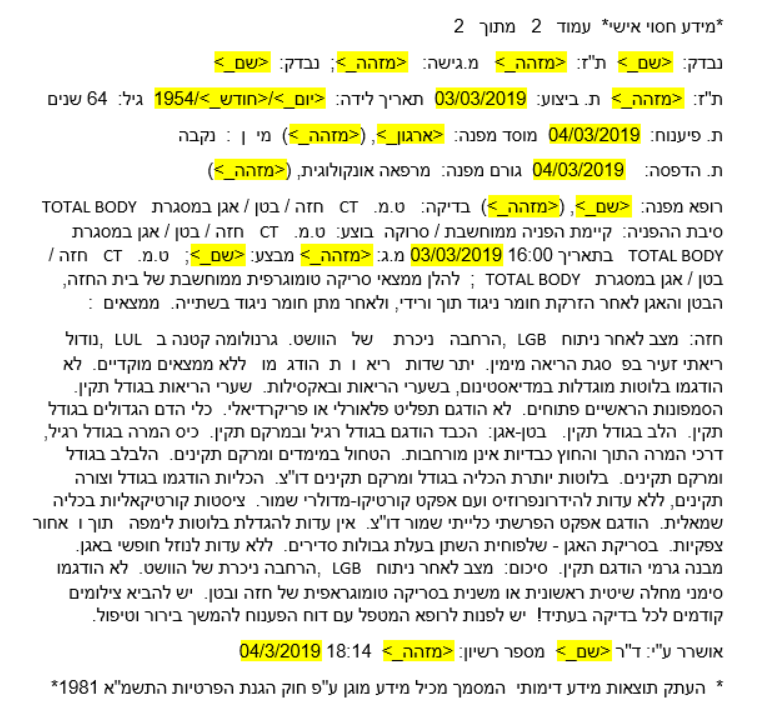 *מידע חסוי אישי* עמוד 2 מתוך 2
נבדק: <שם_> ת"ז: <מזהה_> מ.גישה: <מזהה_>; נבדק: <שם_>
ת"ז: <מזהה_> ת. ביצוע: 03/03/2019 תאריך לידה: <יום_>/<חודש_>/1954 גיל: 64 שנים
ת. פיענוח: 04/03/2019 מוסד מפנה: <ארגון_>, (<מזהה_>) מי ן : נקבה
ת. הדפסה: 04/03/2019 גורם מפנה: מרפאה אונקולוגית, (<מזהה_>)
רופא מפנה: <שם_>, (<מזהה_>) בדיקה: ט.מ. CT חזה / בטן / אגן במסגרת TOTAL BODY
סיבת ההפניה: קיימת הפניה ממוחשבת / סרוקה בוצע: ט.מ. CT חזה / בטן / אגן במסגרת
TOTAL BODY בתאריך 03/03/2019 16:00 מ.ג: <מזהה_> מבצע: <שם_>; ט.מ. CT חזה /
בטן / אגן במסגרת TOTAL BODY ; להלן ממצאי סריקה טומוגרפית ממוחשבת של בית החזה,
הבטן והאגן לאחר הזרקת חומר ניגוד תוך ורידי, ולאחר מתן חומר ניגוד בשתייה. ממצאים :
חזה: מצב לאחר ניתוח LGB ,הרחבה ניכרת של הוושט. גרנולומה קטנה ב LUL ,נודול
ריאתי זעיר בפ סגת הריאה מימין. יתר שדות ריא ו ת הודג מו ללא ממצאים מוקדיים. לא
הודגמו בלוטות מוגדלות במדיאסטינום, בשערי הריאות ובאקסילות. שערי הריאות בגודל תקין.
הסמפונות הראשיים פתוחים. לא הודגם תפליט פלאורלי או פריקרדיאלי. כלי הדם הגדולים בגודל
תקין. הלב בגודל תקין. בטן-אגן: הכבד הודגם בגודל רגיל ובמרקם תקין. כיס המרה בגודל רגיל,
דרכי המרה התוך והחוץ כבדיות אינן מורחבות. הטחול במימדים ומרקם תקינים. הלבלב בגודל
ומרקם תקינים. בלוטות יותרת הכליה בגודל ומרקם תקינים דו"צ. הכליות הודגמו בגודל וצורה
תקינים, ללא עדות להידרונפרוזיס ועם אפקט קורטיקו-מדולרי שמור. ציסטות קורטיקאליות בכליה
שמאלית. הודגם אפקט הפרשתי כלייתי שמור דו"צ. אין עדות להגדלת בלוטות לימפה תוך ו אחור
צפקיות. בסריקת האגן - שלפוחית השתן בעלת גבולות סדירים. ללא עדות לנוזל חופשי באגן.
מבנה גרמי הודגם תקין. סיכום: מצב לאחר ניתוח LGB ,הרחבה ניכרת של הוושט. לא הודגמו
סימני מחלה שיטית ראשונית או משנית בסריקה טומוגראפית של חזה ובטן. יש להביא צילומים
קודמים לכל בדיקה בעתיד! יש לפנות לרופא המטפל עם דוח הפענוח להמשך בירור וטיפול.
אושרר ע"י: ד"ר <שם_> מספר רשיון: <מזהה_> 18:14 04/3/2019
* העתק תוצאות מידע דימותי המסמך מכיל מידע מוגן ע"פ חוק הגנת הפרטיות התשמ"א 1981*